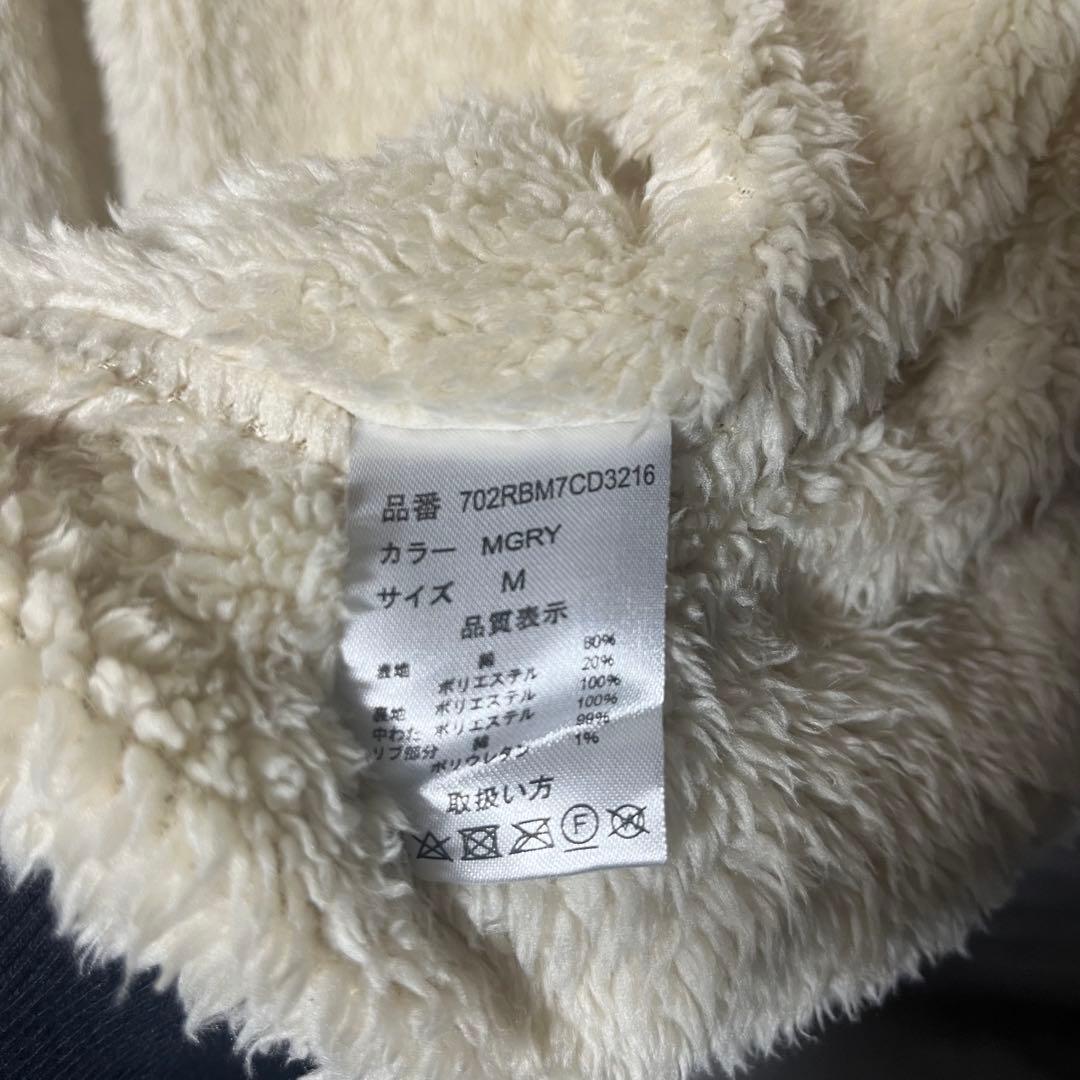 品番 702RBM7CD3216
カラー MGRY
サイズ M
品質表示
表地 綿 80%
ポリエステル 20%
裏地 ポリエステル 100%
中わた ポリエステル 100%
リブ部分 綿 99%
ポリウレタン 1%
取扱い方
F